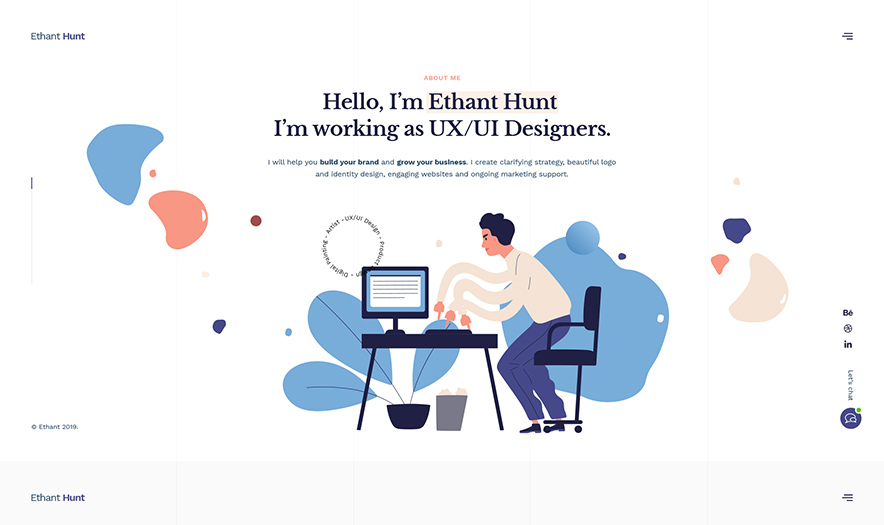 Ethant Hunt
ABOUT ME
Hello, I’m Ethant Hunt
I’m working as UX/UI Designers.
I will help you build your brand and grow your business. I create clarifying strategy, beautiful logo
and identity design, engaging websites and ongoing marketing support.
Artist - UX/UI Design - Product
gn - Digital Painting -
Bē
in
Let's chat
© Ethant 2019.
Ethant Hunt